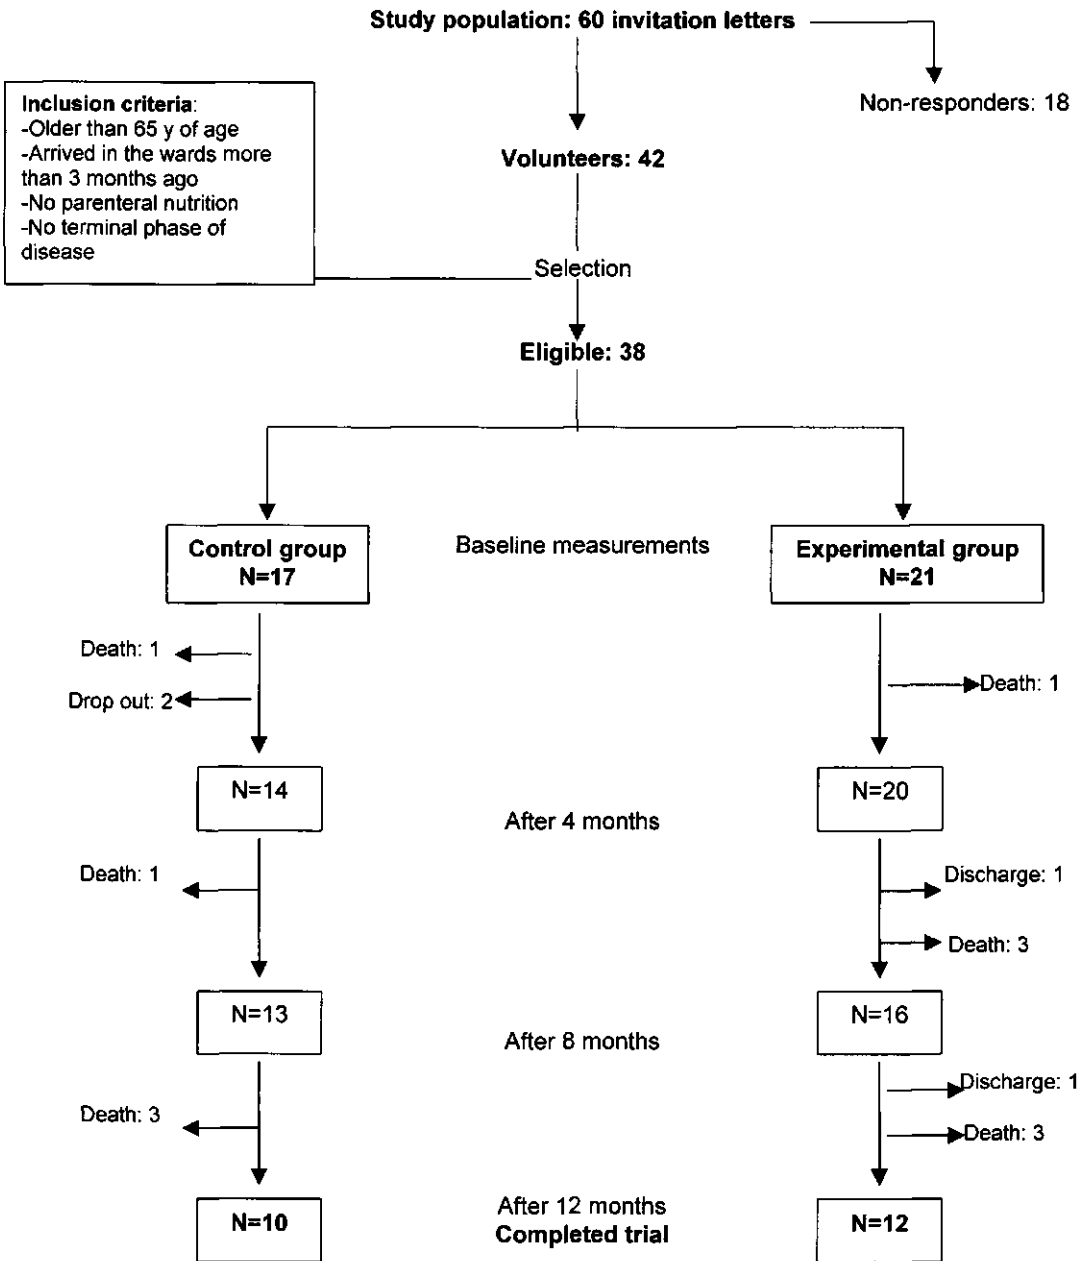 Study population: 60 invitation letters
Non-responders: 18
Inclusion criteria:
-Older than 65 y of age
-Arrived in the wards more
than 3 months ago
-No parenteral nutrition
-No terminal phase of
disease
Volunteers: 42
Selection
Eligible: 38
Control group
N=17
Baseline measurements
Experimental group
N=21
Death: 1
Drop out: 2
Death: 1
N=14
After 4 months
N=20
Death: 1
Discharge: 1
Death: 3
N=13
After 8 months
N=16
Death: 3
Discharge: 1
Death: 3
N=10
After 12 months
Completed trial
N=12